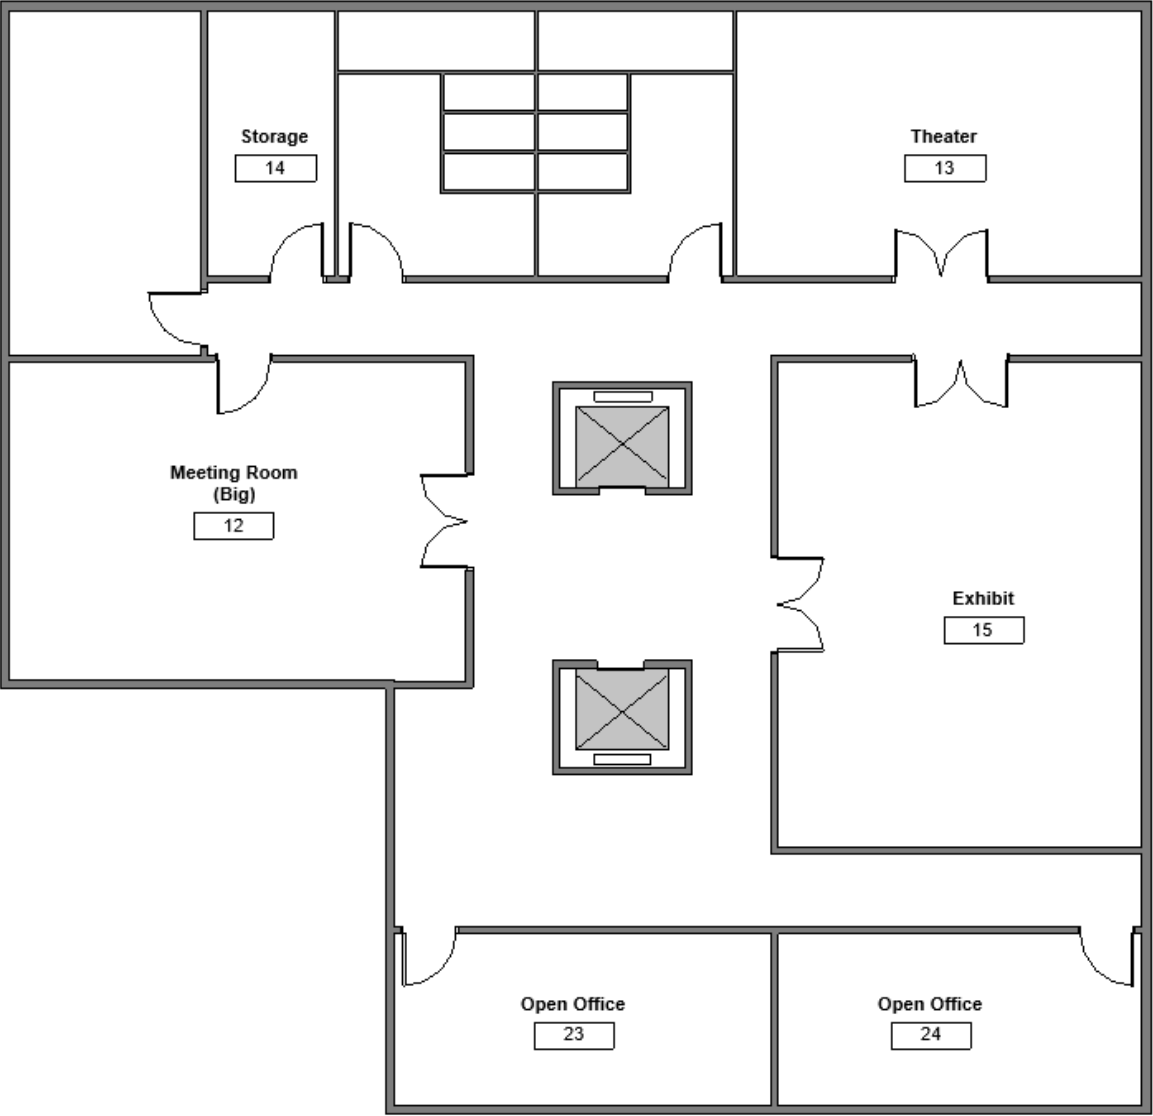 Storage
14
Theater
13
Meeting Room
(Big)
12
Exhibit
15
Open Office
23
Open Office
24